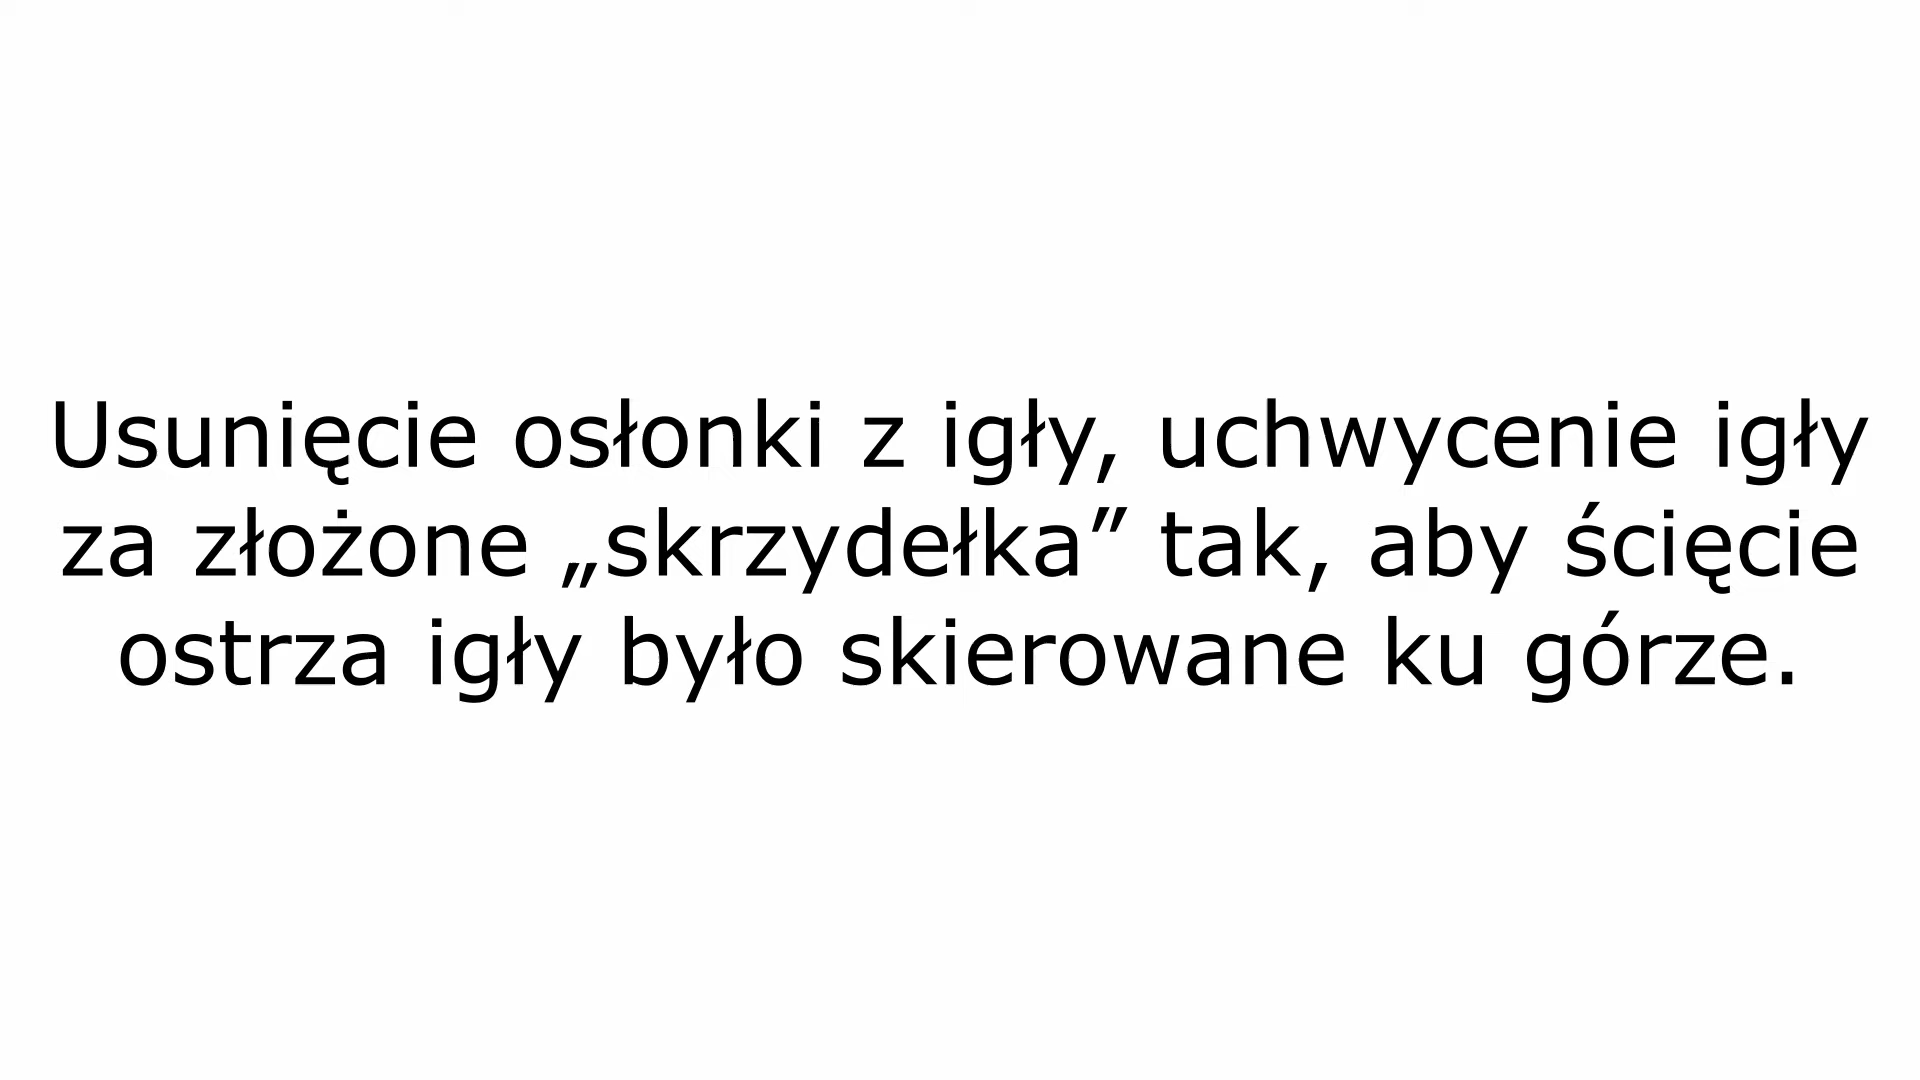 Usunięcie osłonki z igły, uchwycenie igły
za złożone „skrzydełka” tak, aby ścięcie
ostrza igły było skierowane ku górze.